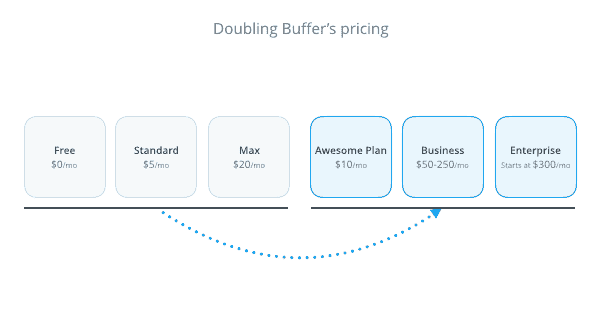 Doubling Buffer’s pricing
Free
$0/mo
Standard
$5/mo
Max
$20/mo
Awesome Plan
$10/mo
Business
$50-250/mo
Enterprise
Starts at $300/mo